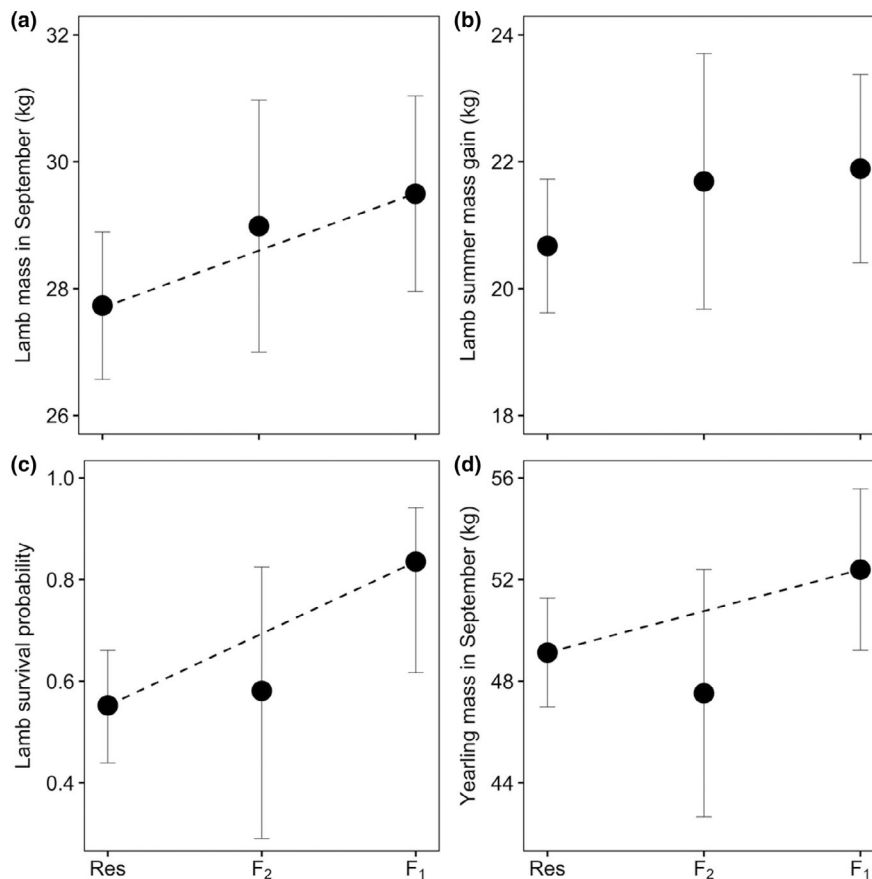 (a)
Lamb mass in September (kg)
32
30
28
26
(b)
Lamb summer mass gain (kg)
24
22
20
18
(c)
Lamb survival probability
1.0
0.8
0.6
0.4
Res F₂ F₁
(d)
Yearling mass in September (kg)
56
52
48
44
Res F₂ F₁